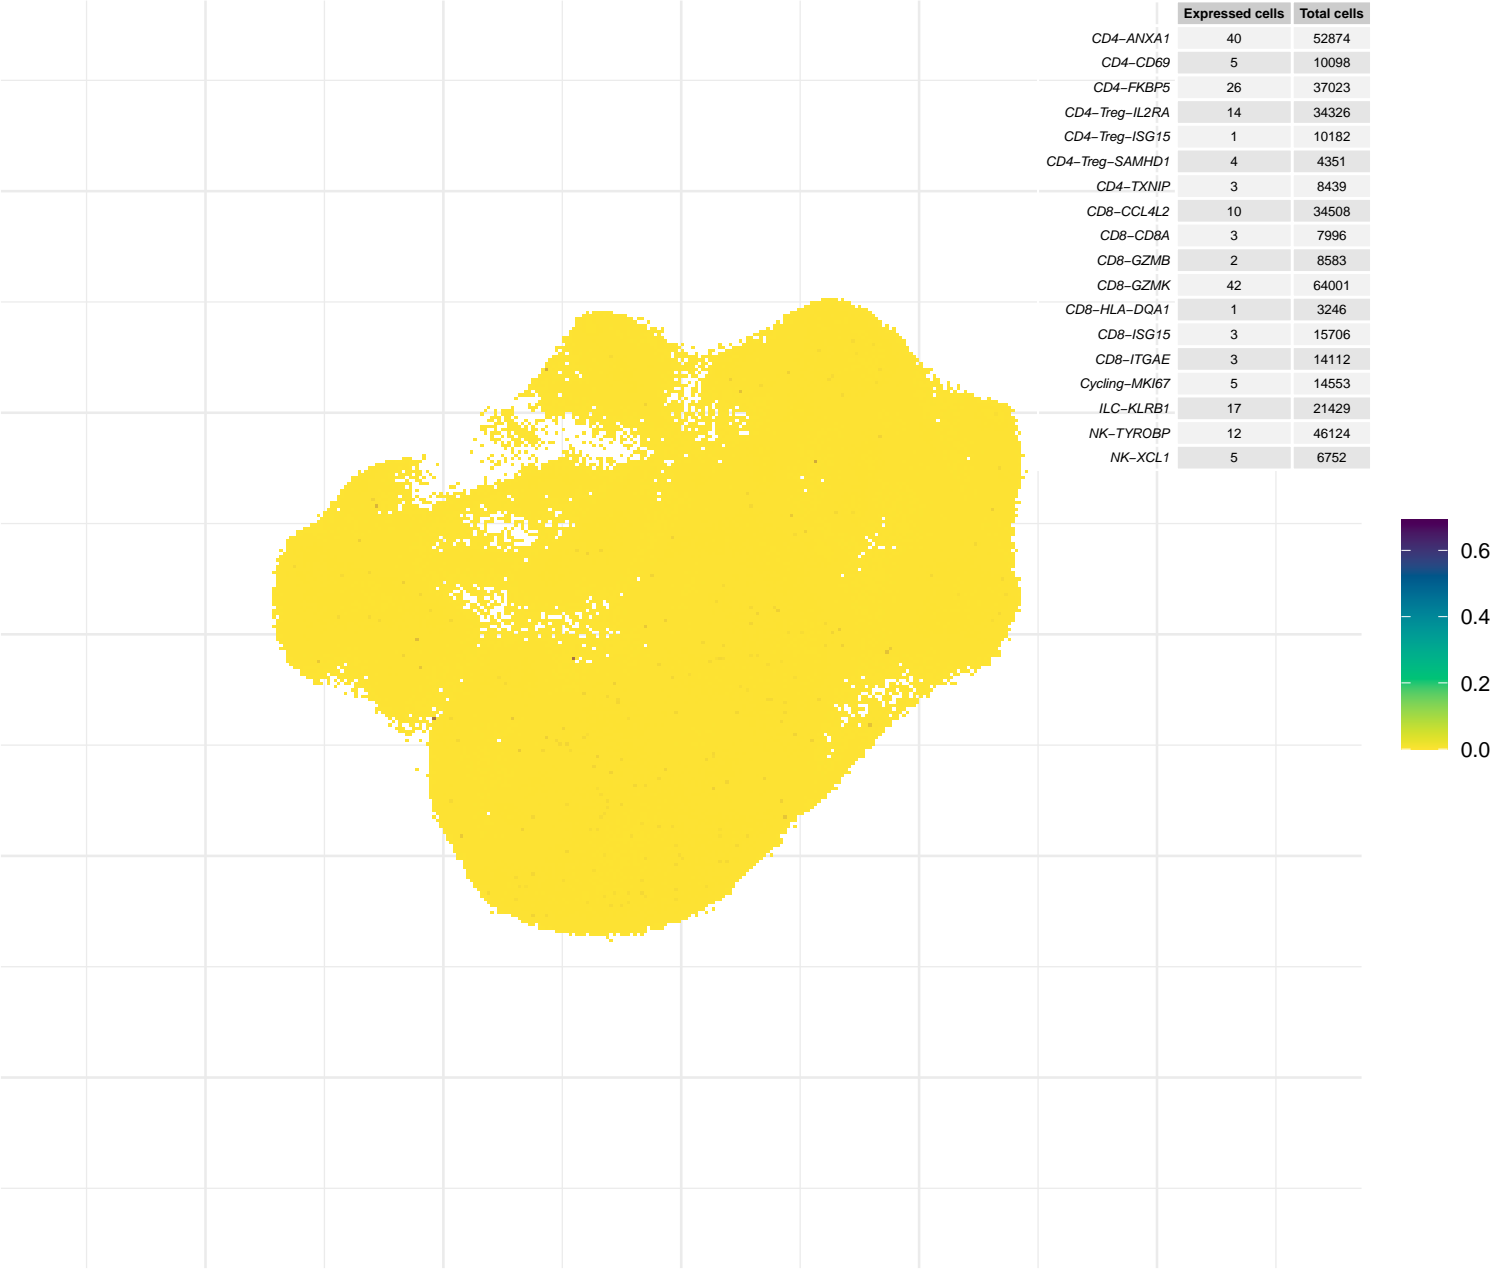 Expressed cells Total cells
CD4−ANXA1 40 52874
CD4−CD69 5 10098
CD4−FKBP5 26 37023
CD4−Treg−IL2RA 14 34326
CD4−Treg−ISG15 1 10182
CD4−Treg−SAMHD1 4 4351
CD4−TXNIP 3 8439
CD8−CCL4L2 10 34508
CD8−CD8A 3 7996
CD8−GZMB 2 8583
CD8−GZMK 42 64001
CD8−HLA−DQA1 1 3246
CD8−ISG15 3 15706
CD8−ITGAE 3 14112
Cycling−MKI67 5 14553
ILC−KLRB1 17 21429
NK−TYROBP 12 46124
NK−XCL1 5 6752
0.6
0.4
0.2
0.0